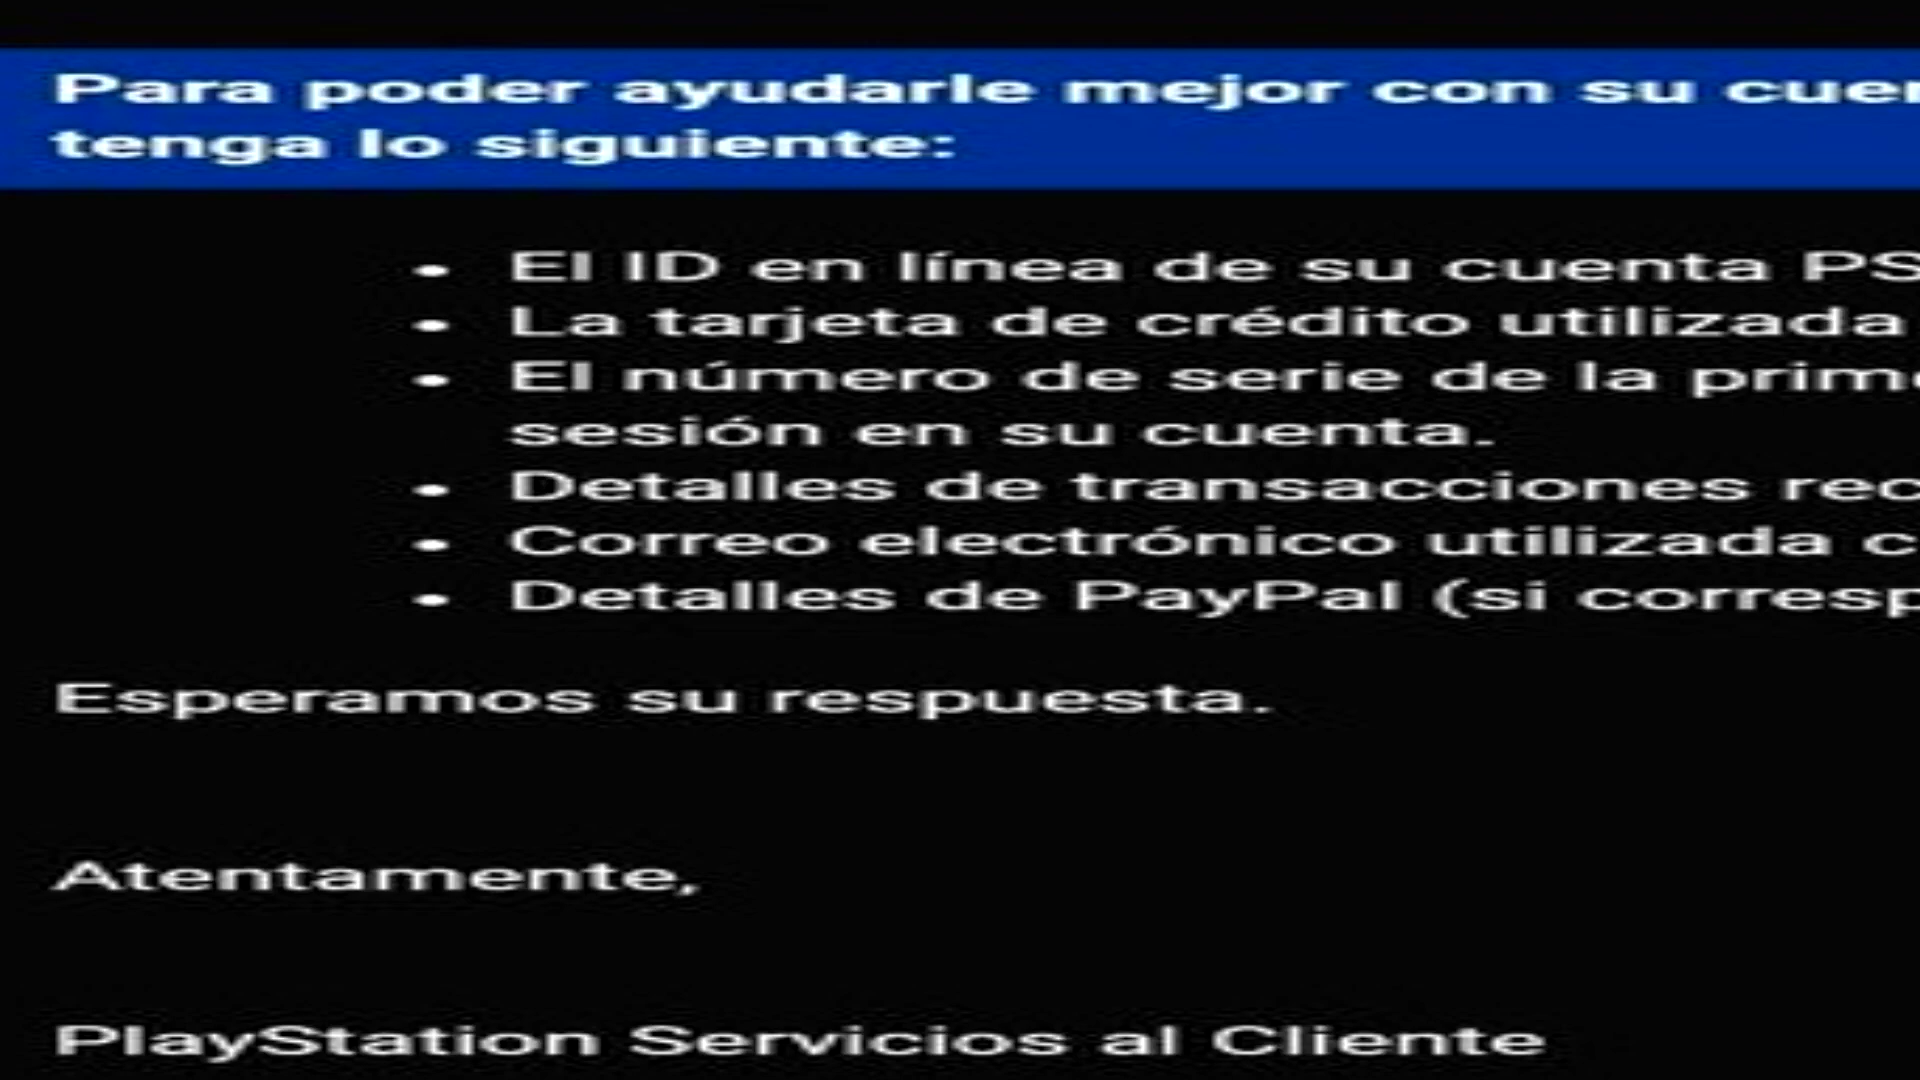 Para poder ayudarle mejor con su
tenga lo siguiente:
• El ID en línea de su cuenta
• La tarjeta de crédito utilizada
• El número de serie de la
sesión en su cuenta.
• Detalles de transacciones
• Correo electrónico utilizada
• Detalles de PayPal (si
Esperamos su respuesta.
Atentamente,
PlayStation Servicios al Cliente